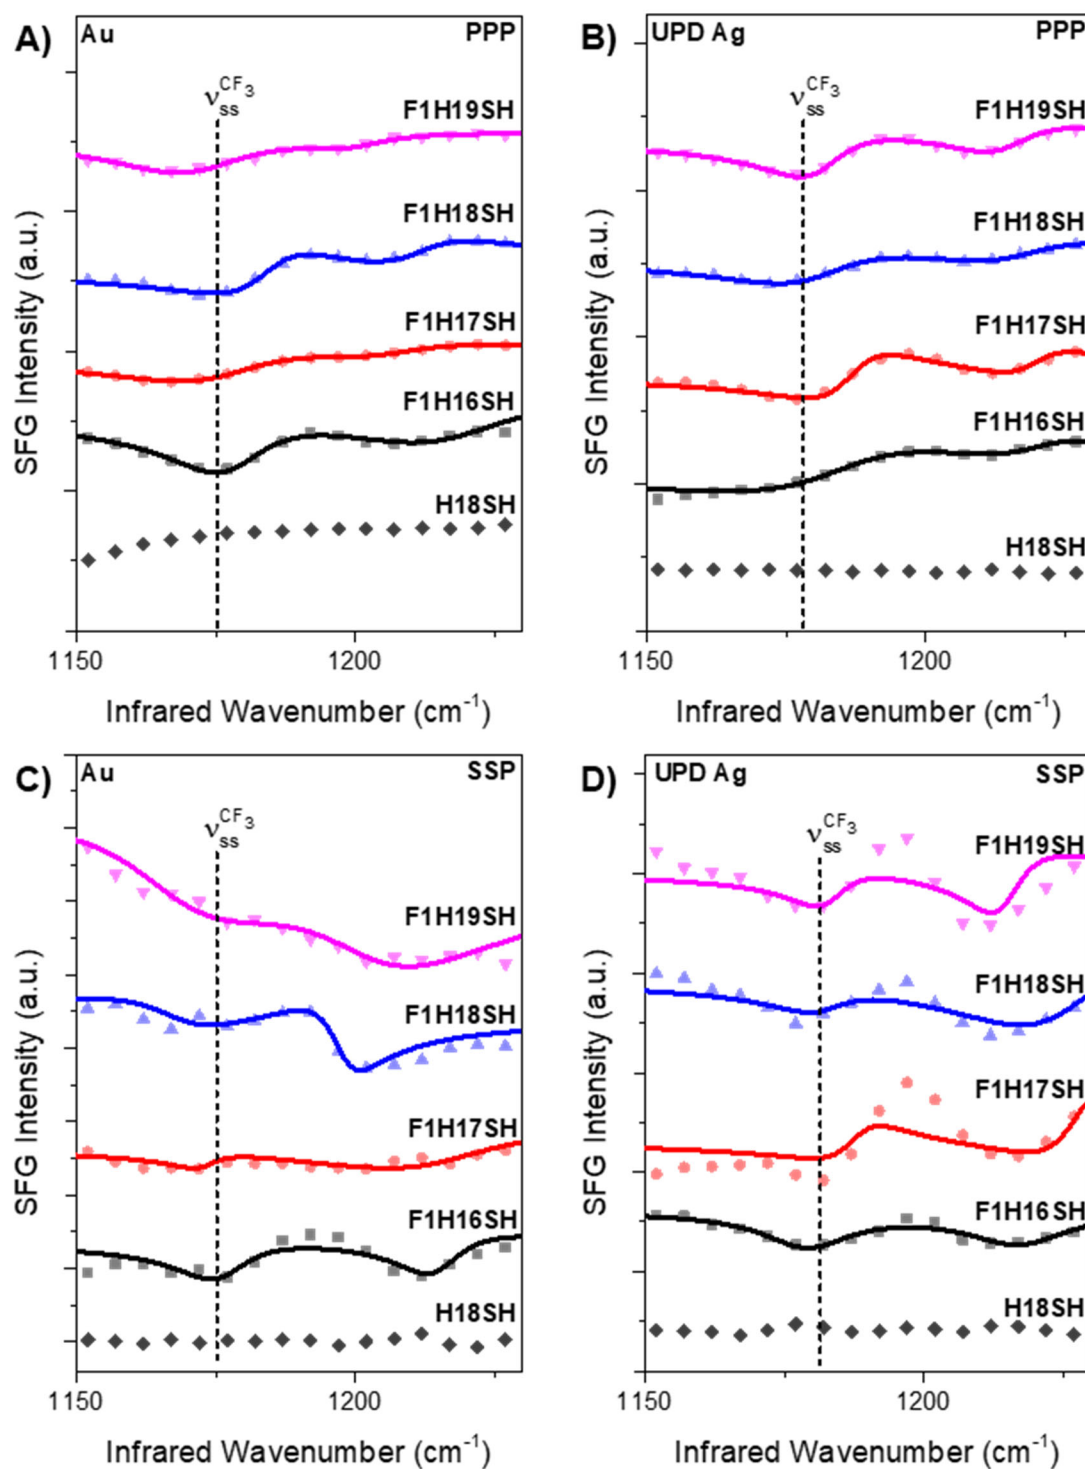 A) Au PPP
ν_ss^CF3
F1H19SH
F1H18SH
F1H17SH
F1H16SH
H18SH
SFG Intensity (a.u.)
1150 1200
Infrared Wavenumber (cm⁻¹)
B) UPD Ag PPP
ν_ss^CF3
F1H19SH
F1H18SH
F1H17SH
F1H16SH
H18SH
SFG Intensity (a.u.)
1150 1200
Infrared Wavenumber (cm⁻¹)
C) Au SSP
ν_ss^CF3
F1H19SH
F1H18SH
F1H17SH
F1H16SH
H18SH
SFG Intensity (a.u.)
1150 1200
Infrared Wavenumber (cm⁻¹)
D) UPD Ag SSP
ν_ss^CF3
F1H19SH
F1H18SH
F1H17SH
F1H16SH
H18SH
SFG Intensity (a.u.)
1150 1200
Infrared Wavenumber (cm⁻¹)